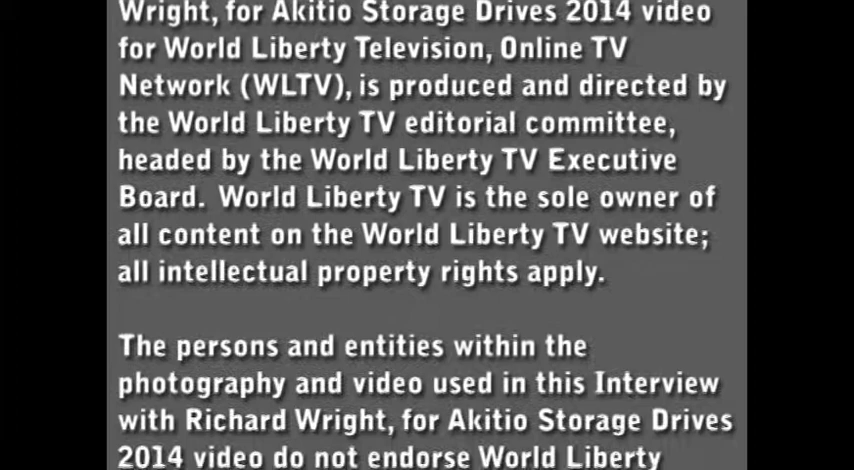 Wright, for Akitio Storage Drives 2014 video
for World Liberty Television, Online TV
Network (WLTV), is produced and directed by
the World Liberty TV editorial committee,
headed by the World Liberty TV Executive
Board. World Liberty TV is the sole owner of
all content on the World Liberty TV website;
all intellectual property rights apply.
The persons and entities within the
photography and video used in this Interview
with Richard Wright, for Akitio Storage Drives
2014 video do not endorse World Liberty